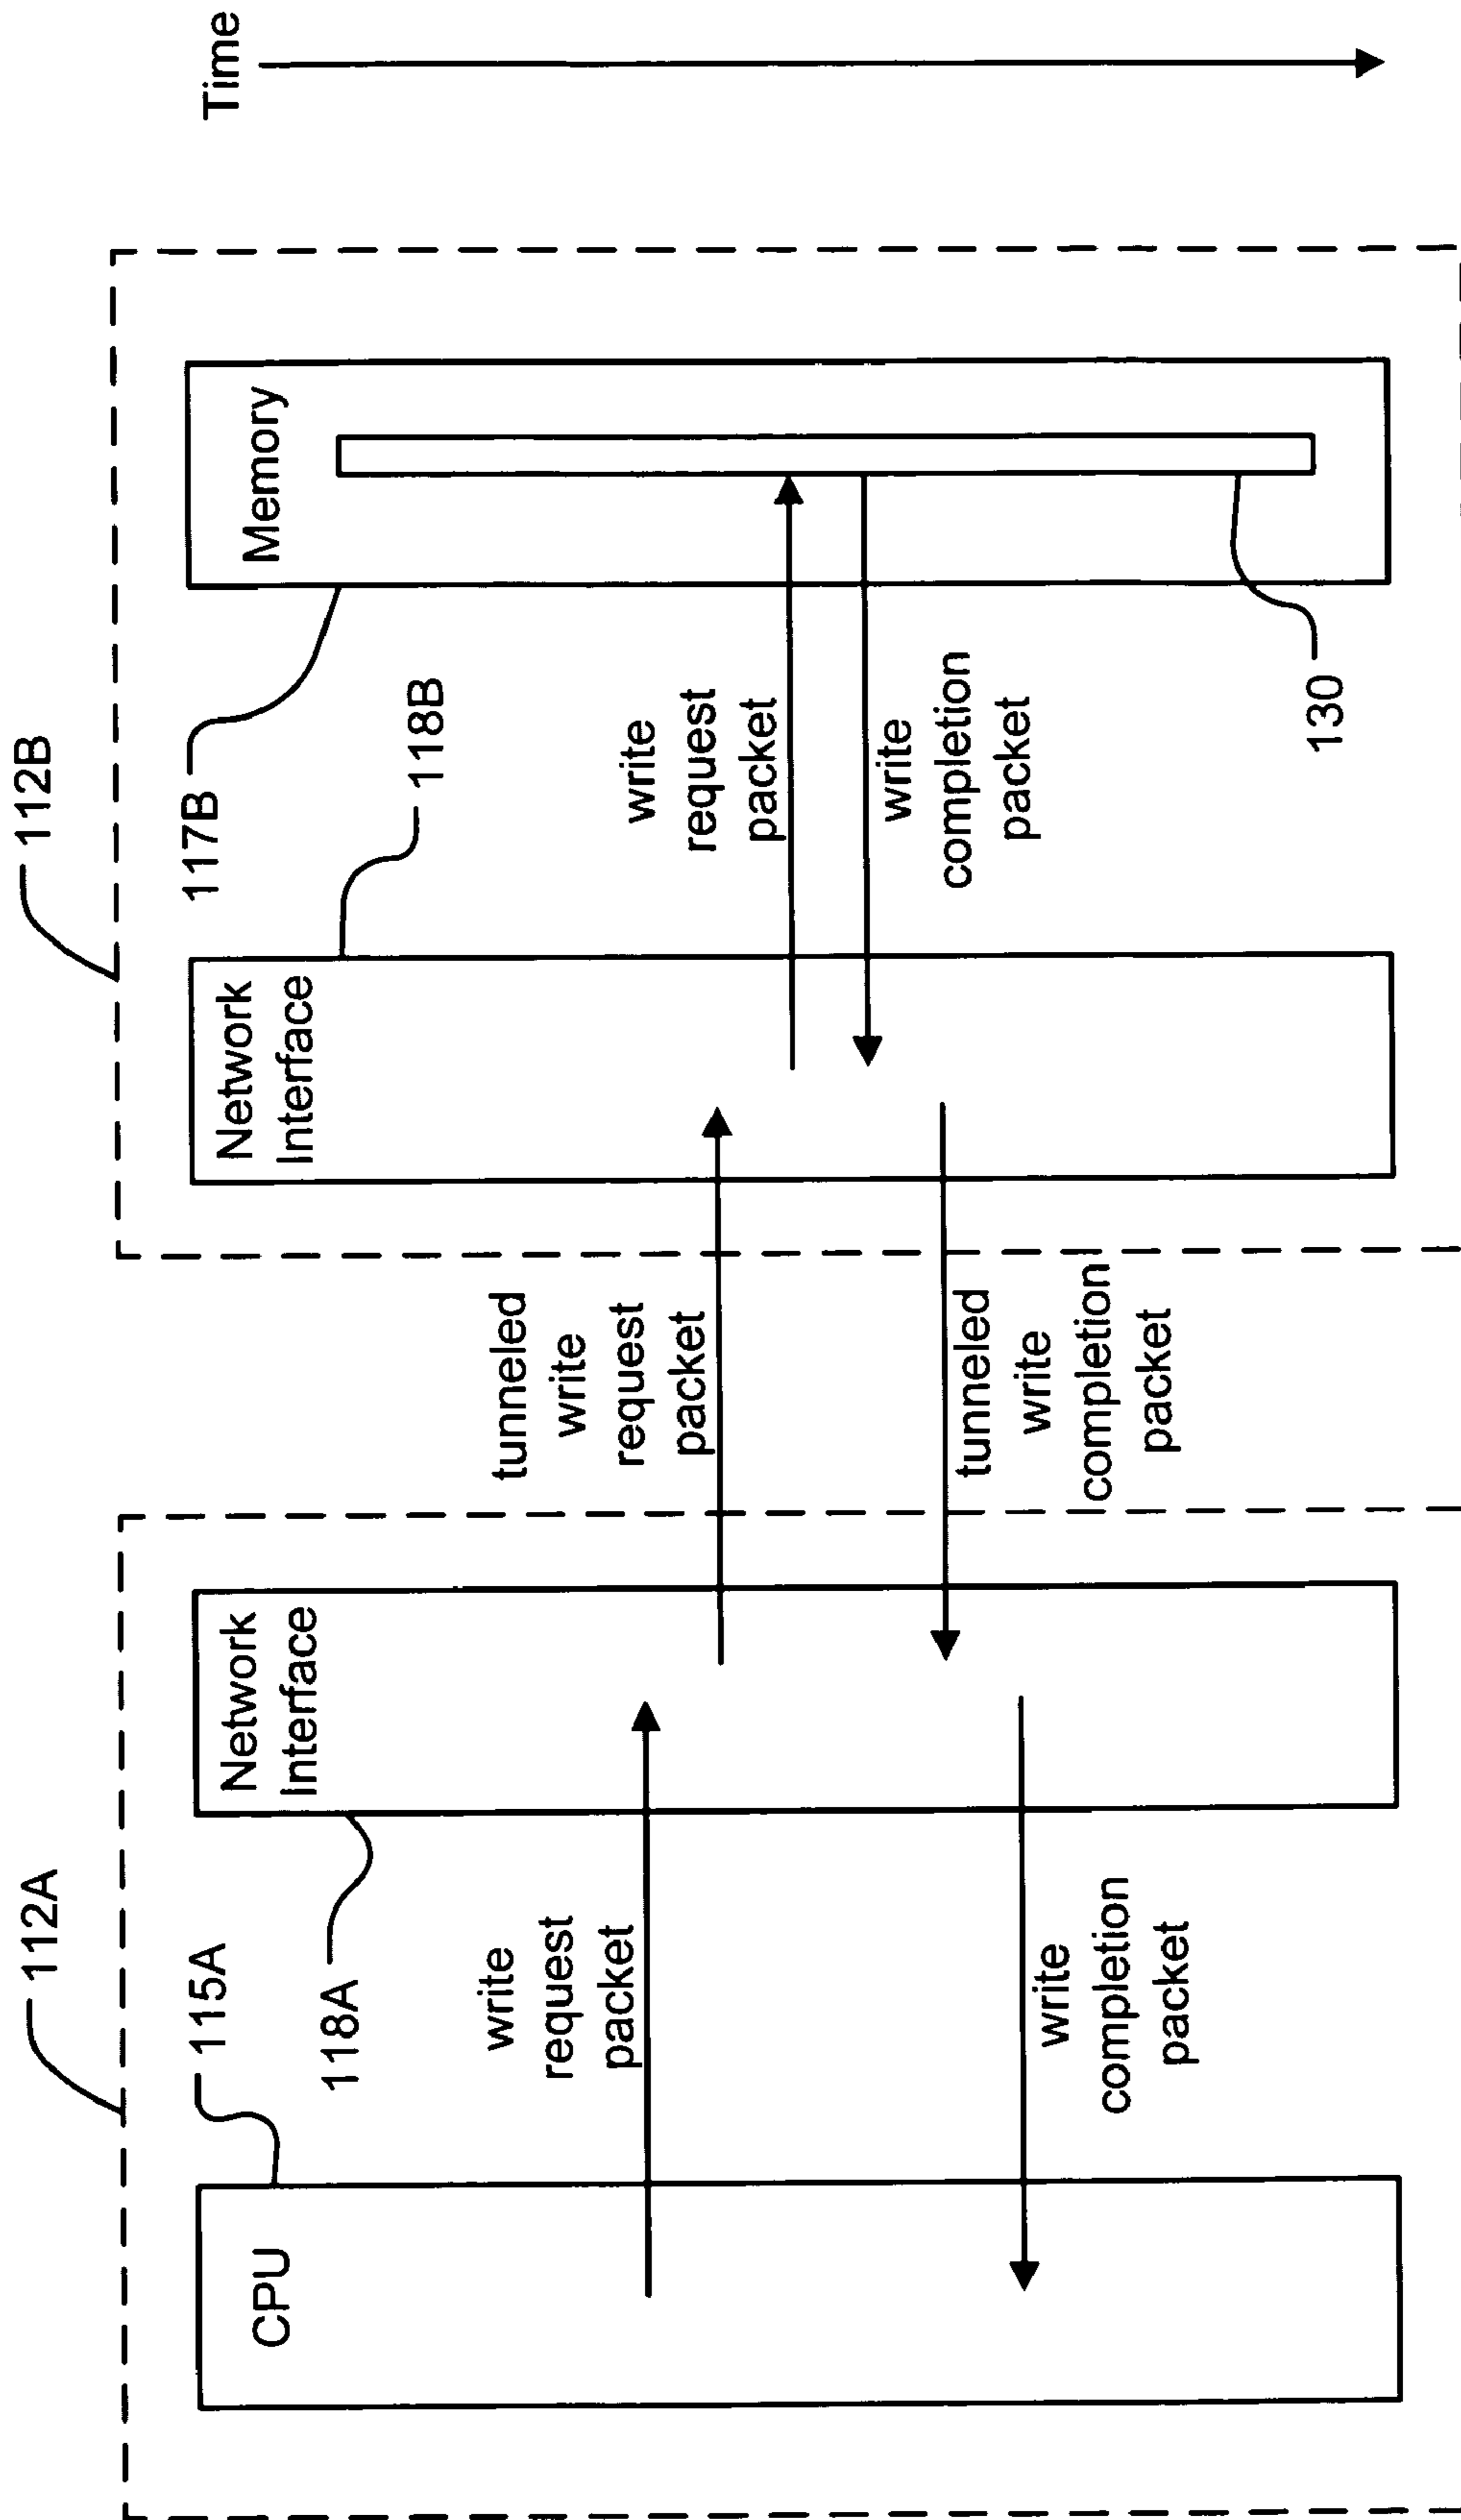 112A
112B
115A
118A
117B
118B
Time
CPU
Network
Interface
Network
Interface
Memory
write
request
packet
tunneled
write
request
packet
write
request
packet
write
completion
packet
tunneled
write
completion
packet
write
completion
packet
130